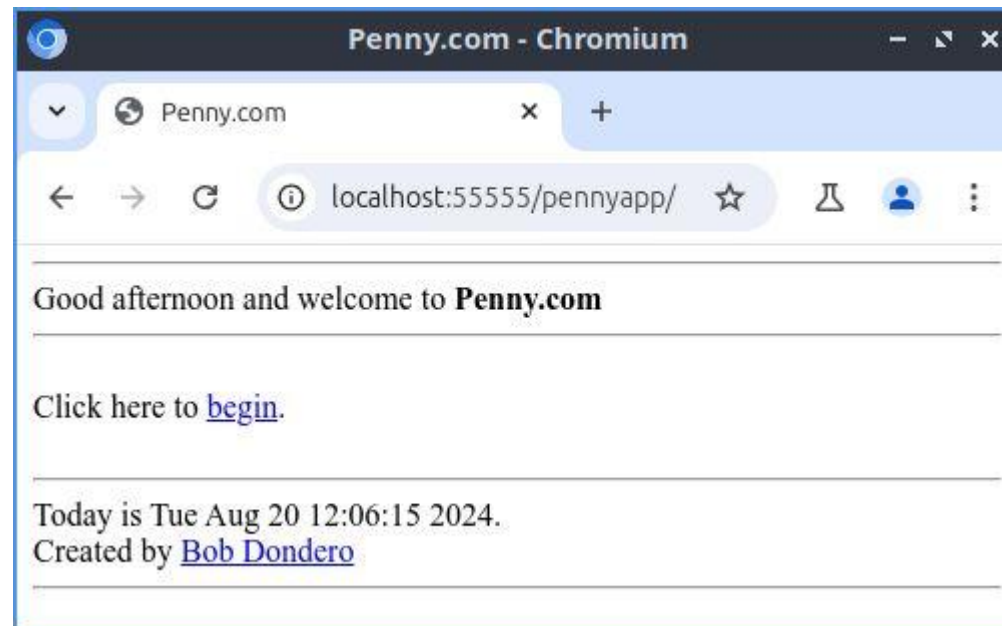 Penny.com - Chromium
Penny.com
localhost:55555/pennyapp/
Good afternoon and welcome to Penny.com
Click here to begin.
Today is Tue Aug 20 12:06:15 2024.
Created by Bob Dondero